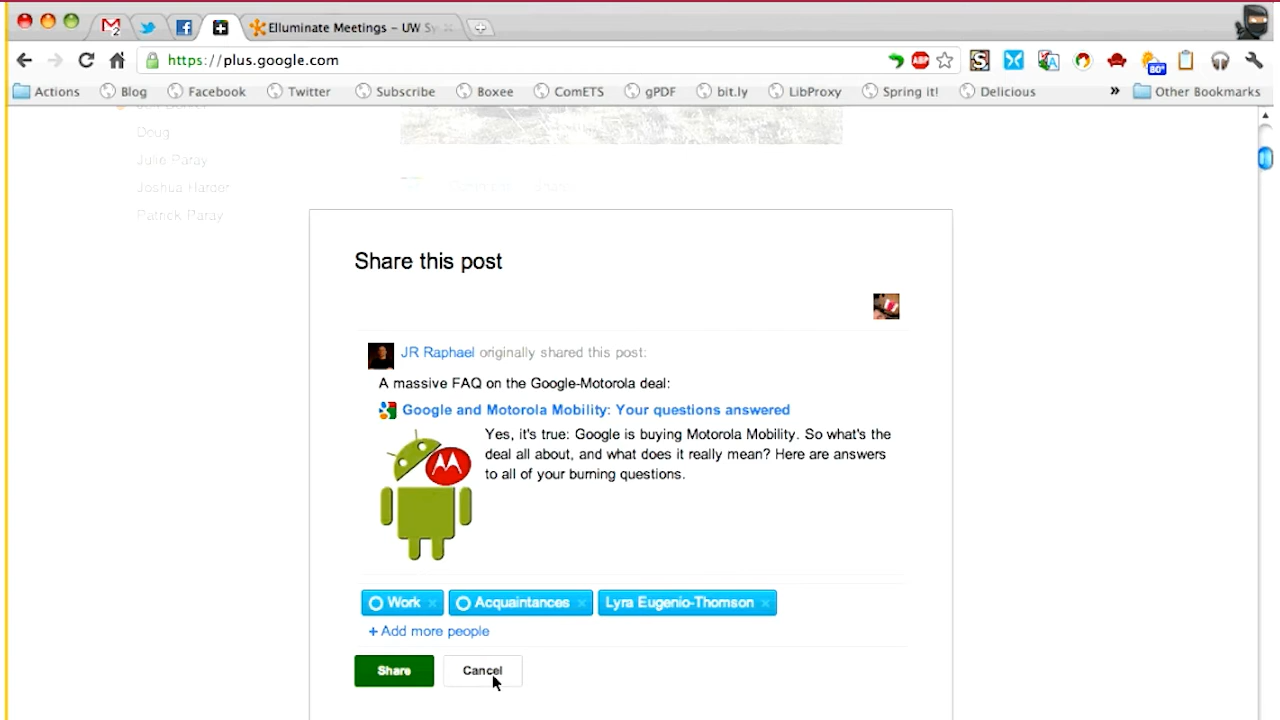 2
Elluminate Meetings – UW Sy
https://plus.google.com
ABP
S
80°
Actions Blog Facebook Twitter Subscribe Boxee ComETS gPDF bit.ly LibProxy Spring it! Delicious » Other Bookmarks
Doug
Julie Paray
Joshua Harder
Patrick Paray
Share this post
JR Raphael originally shared this post:
A massive FAQ on the Google-Motorola deal:
Google and Motorola Mobility: Your questions answered
Yes, it's true: Google is buying Motorola Mobility. So what's the
deal all about, and what does it really mean? Here are answers
to all of your burning questions.
Work × Acquaintances × Lyra Eugenio-Thomson ×
+ Add more people
Share Cancel